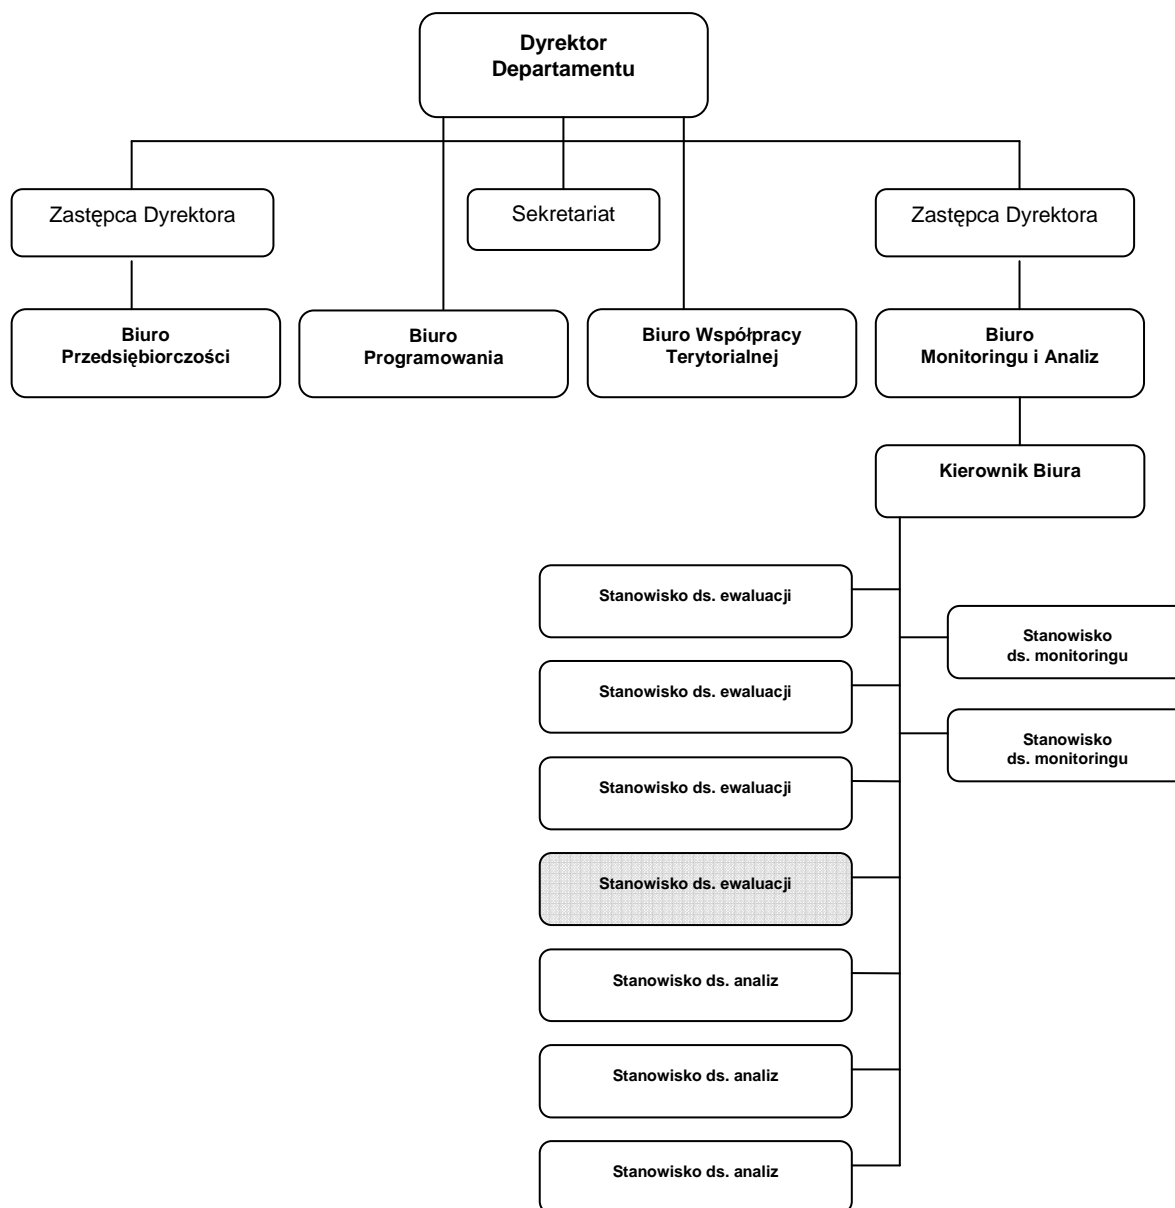 Dyrektor
Departamentu
Zastępca Dyrektora
Sekretariat
Zastępca Dyrektora
Biuro
Przedsiębiorczości
Biuro
Programowania
Biuro Współpracy
Terytorialnej
Biuro
Monitoringu i Analiz
Kierownik Biura
Stanowisko ds. ewaluacji
Stanowisko
ds. monitoringu
Stanowisko ds. ewaluacji
Stanowisko
ds. monitoringu
Stanowisko ds. ewaluacji
Stanowisko ds. ewaluacji
Stanowisko ds. analiz
Stanowisko ds. analiz
Stanowisko ds. analiz